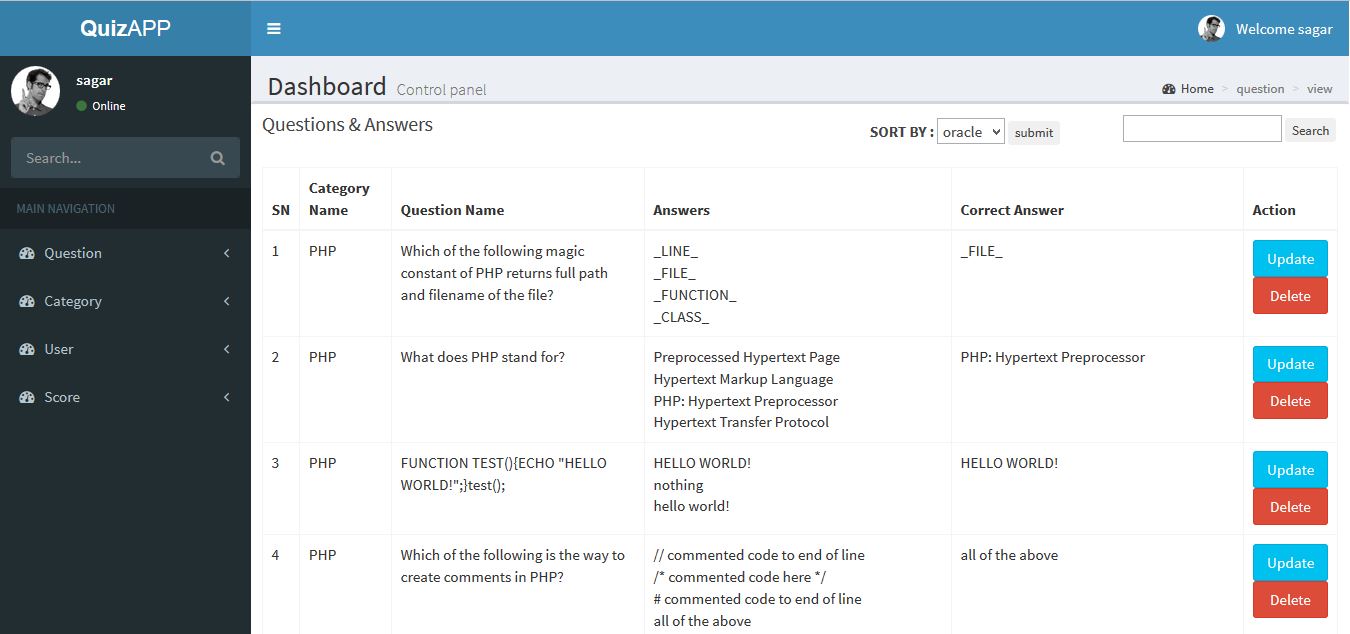 QuizAPP
Welcome sagar
sagar
Online
Search...
MAIN NAVIGATION
Question
Category
User
Score
Dashboard Control panel
Home > question > view
Questions & Answers
SORT BY : oracle submit
Search
SN Category Name Question Name Answers Correct Answer Action
1 PHP
Which of the following magic
constant of PHP returns full path
and filename of the file?
_LINE_
_FILE_
_FUNCTION_
_CLASS_
_FILE_
Update
Delete
2 PHP
What does PHP stand for?
Preprocessed Hypertext Page
Hypertext Markup Language
PHP: Hypertext Preprocessor
Hypertext Transfer Protocol
PHP: Hypertext Preprocessor
Update
Delete
3 PHP
FUNCTION TEST(){ECHO "HELLO
WORLD!";}test();
HELLO WORLD!
nothing
hello world!
HELLO WORLD!
Update
Delete
4 PHP
Which of the following is the way to
create comments in PHP?
// commented code to end of line
/* commented code here */
# commented code to end of line
all of the above
all of the above
Update
Delete